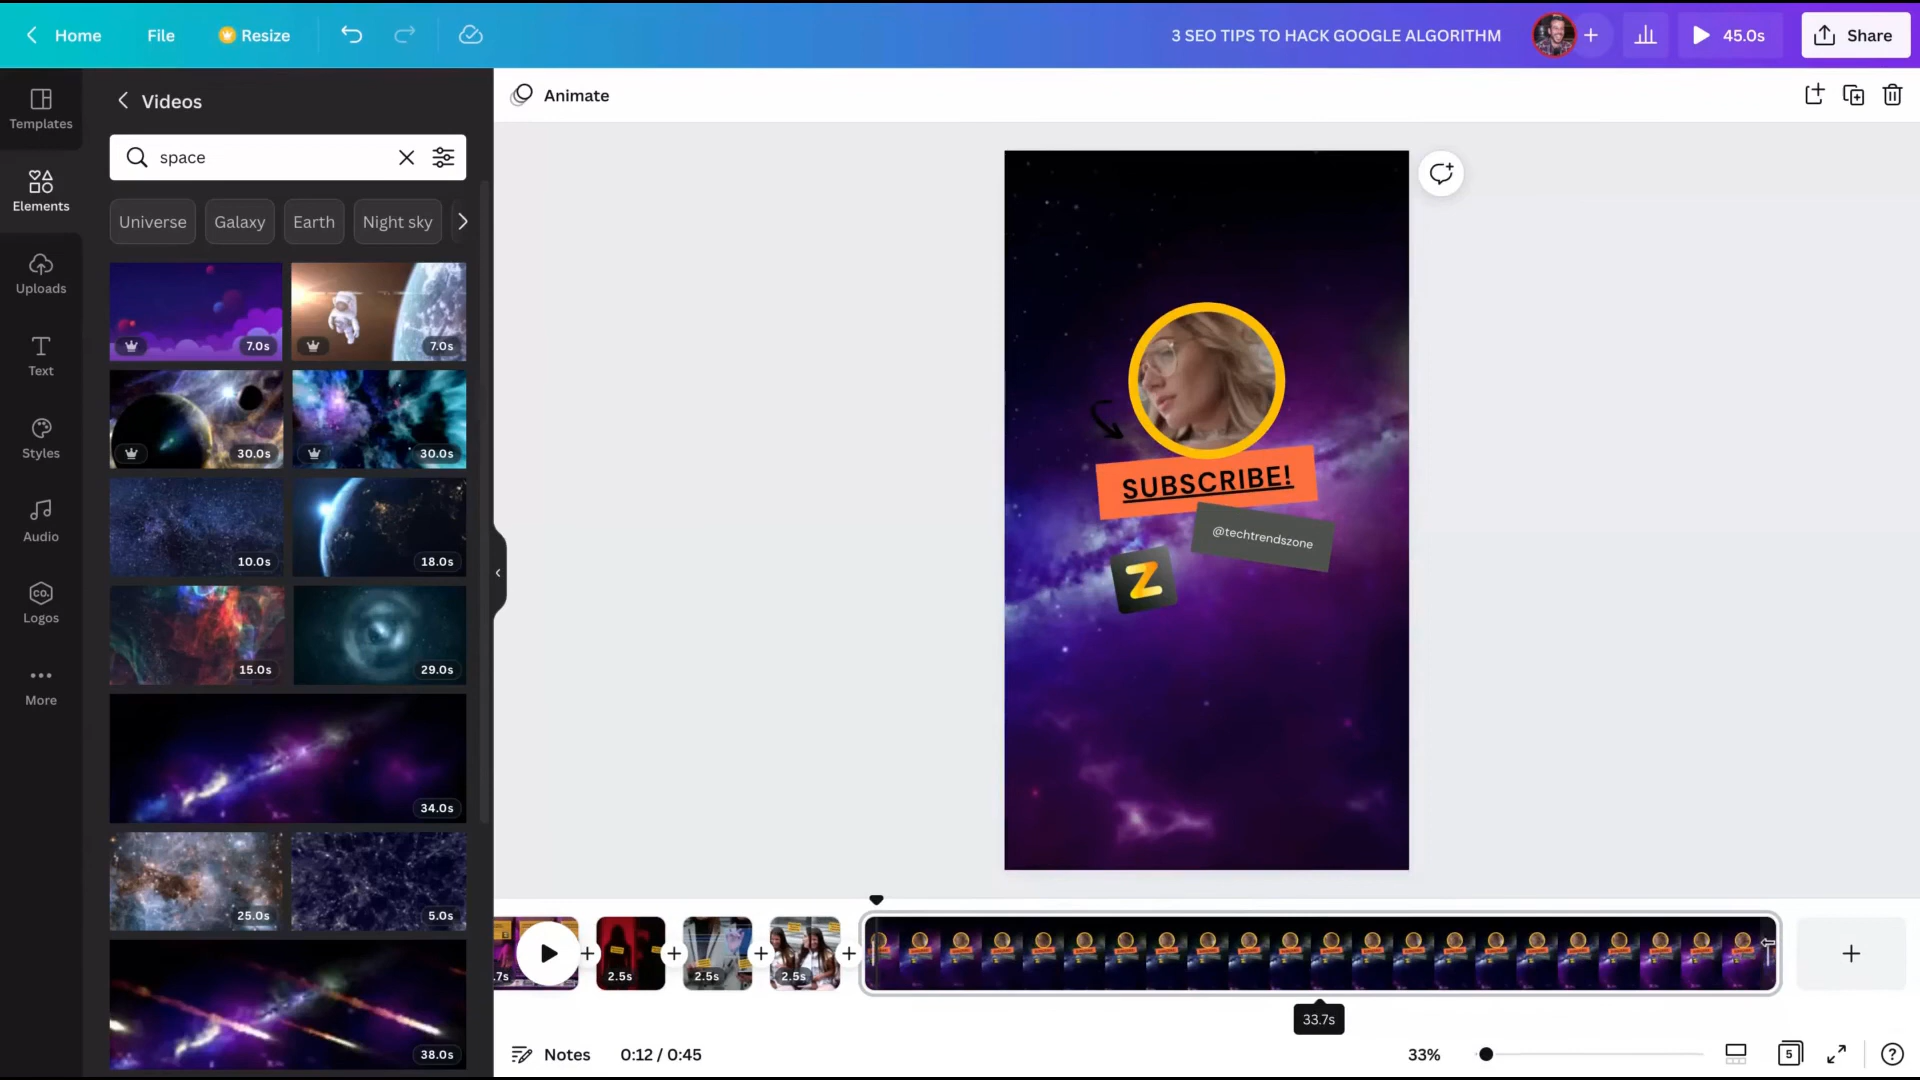 Home
File
Resize
3 SEO TIPS TO HACK GOOGLE ALGORITHM
45.0s
Share
Templates
Elements
Uploads
Text
Styles
Audio
CO.
Logos
More
Videos
space
Universe
Galaxy
Earth
Night sky
7.0s
7.0s
30.0s
30.0s
10.0s
18.0s
15.0s
29.0s
34.0s
25.0s
5.0s
38.0s
Animate
SUBSCRIBE!
@techtrendszone
Z
.7s
2.5s
2.5s
2.5s
33.7s
Notes
0:12 / 0:45
33%
5
?